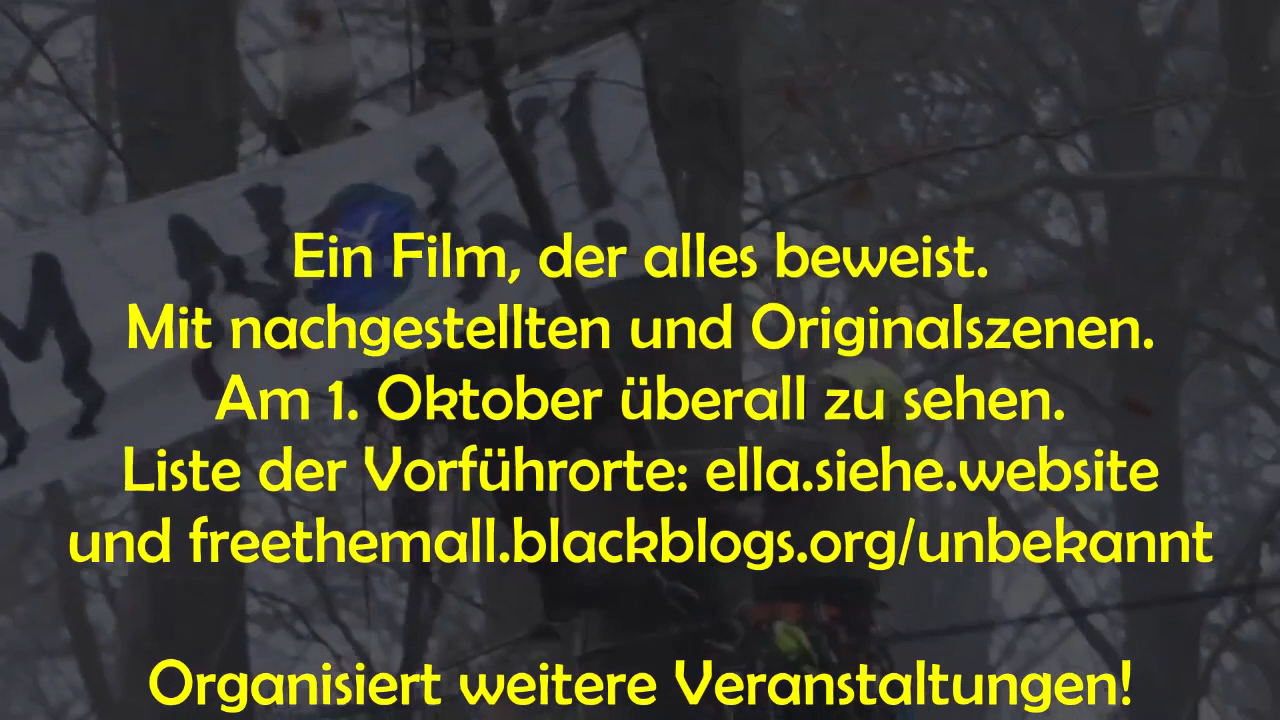 Ein Film, der alles beweist.
Mit nachgestellten und Originalszenen.
Am 1. Oktober überall zu sehen.
Liste der Vorführorte: ella.siehe.website
und freethemall.blackblogs.org/unbekannt
Organisiert weitere Veranstaltungen!